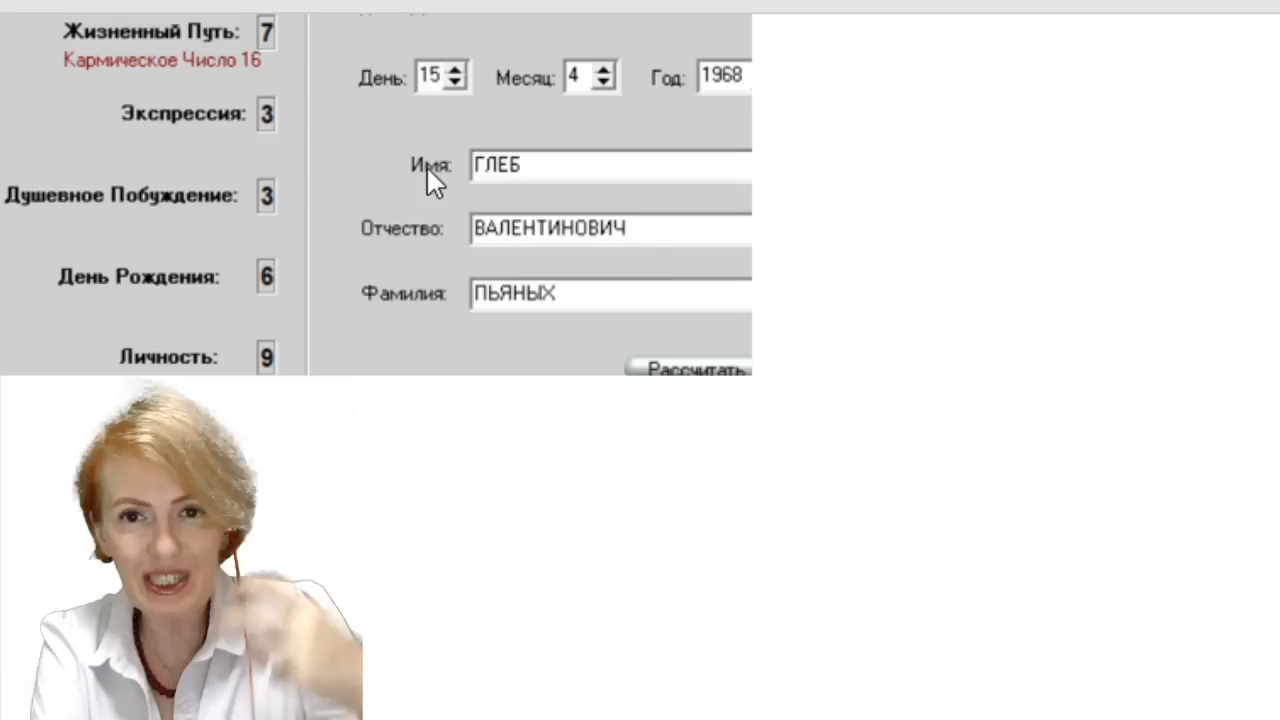 Жизненный Путь: 7
Кармическое Число 16
Экспрессия: 3
Душевное Побуждение: 3
День Рождения: 6
Личность: 9
День: 15 Месяц: 4 Год: 1968
Имя: ГЛЕБ
Отчество: ВАЛЕНТИНОВИЧ
Фамилия: ПЬЯНЫХ
Рассчитать